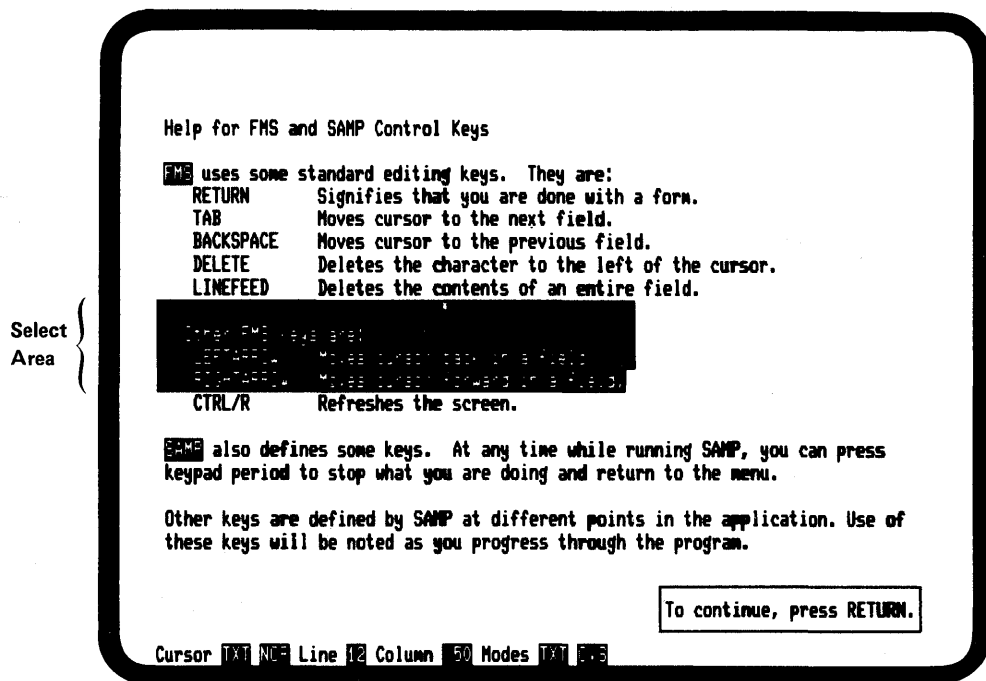 Help for FMS and SAMP Control Keys
FMS uses some standard editing keys. They are:
RETURN Signifies that you are done with a form.
TAB Moves cursor to the next field.
BACKSPACE Moves cursor to the previous field.
DELETE Deletes the character to the left of the cursor.
LINEFEED Deletes the contents of an entire field.
Select
Area
Other FMS keys are:
LEFTARROW Moves cursor back in a field.
RIGHTARROW Moves cursor forward in a field.
CTRL/R Refreshes the screen.
SAMP also defines some keys. At any time while running SAMP, you can press
keypad period to stop what you are doing and return to the menu.
Other keys are defined by SAMP at different points in the application. Use of
these keys will be noted as you progress through the program.
To continue, press RETURN.
Cursor TXT Line 12 Column 50 Modes TXT